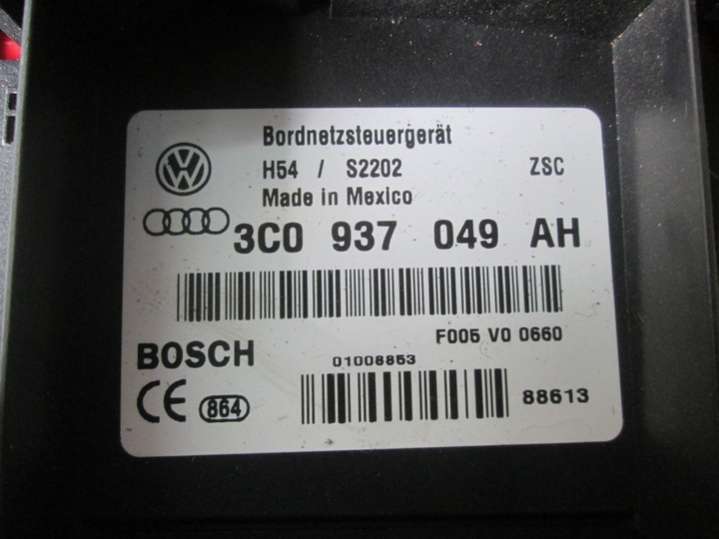 Bordnetzsteuergerät
H54 / S2202 ZSC
Made in Mexico
3C0 937 049 AH
F005 V0 0660
BOSCH
01008853
CE 864
88613